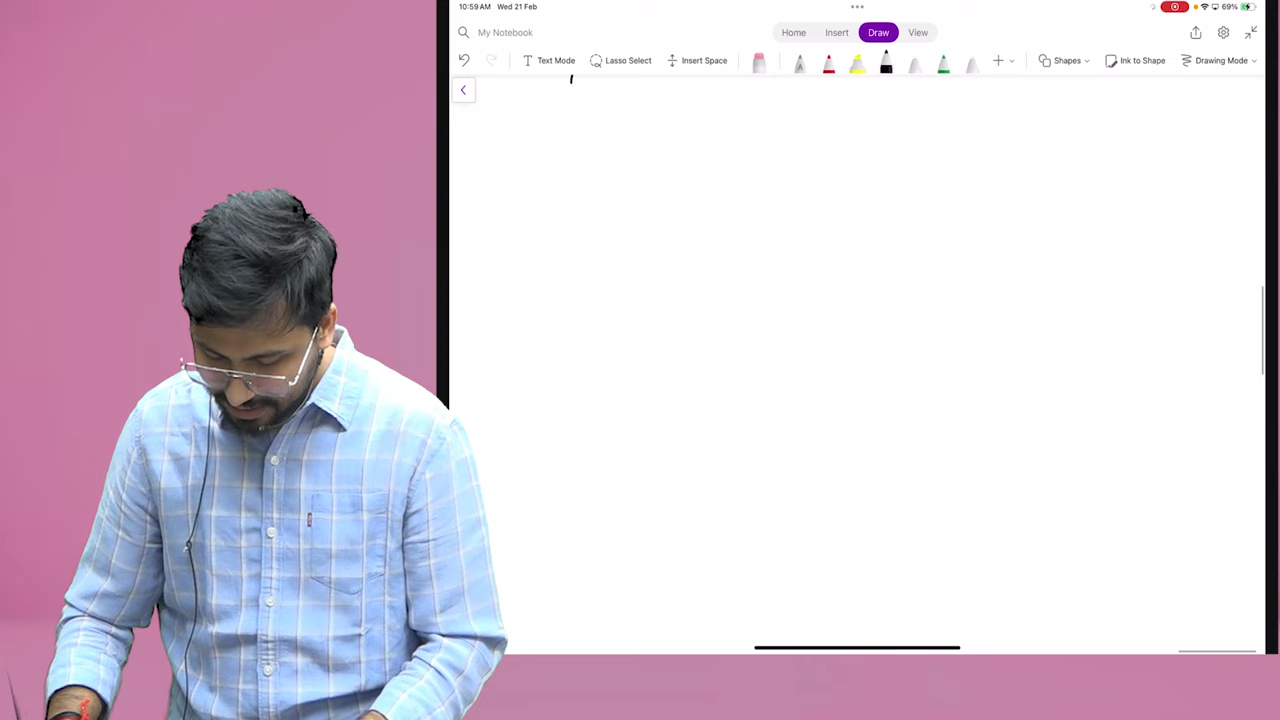 10:59 AM Wed 21 Feb
69%
My Notebook
Home Insert Draw View
Text Mode Lasso Select Insert Space Shapes Ink to Shape Drawing Mode